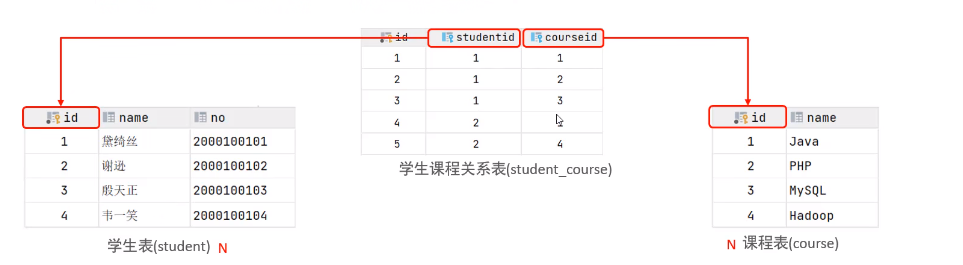 id studentid courseid
1 1 1
2 1 2
3 1 3
4 2
5 2 4
学生课程关系表(student_course)
id name no
1 黛绮丝 2000100101
2 谢逊 2000100102
3 殷天正 2000100103
4 韦一笑 2000100104
学生表(student) N
id name
1 Java
2 PHP
3 MySQL
4 Hadoop
N 课程表(course)